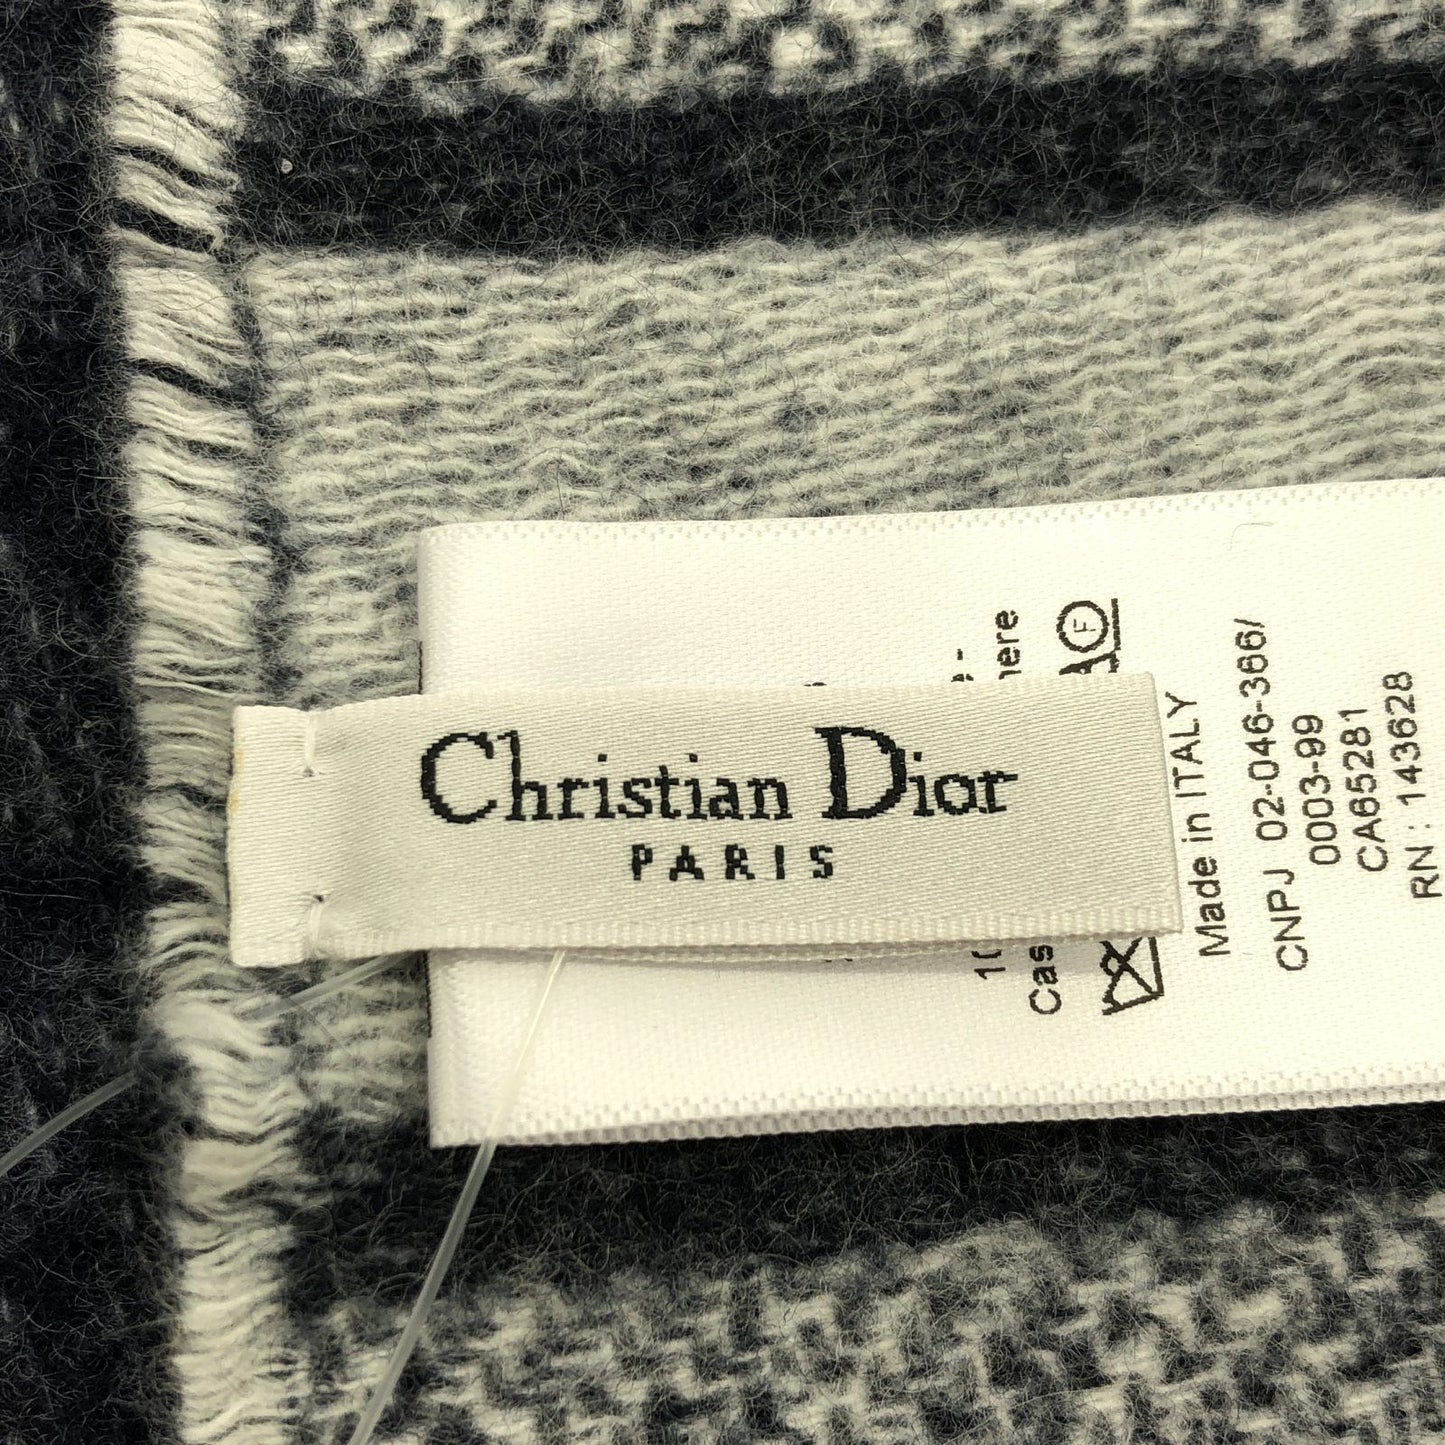 Christian Dior
PARIS
Made in ITALY
CNPJ 02-046-366/
0003-99
CA65281
RN : 143628
F